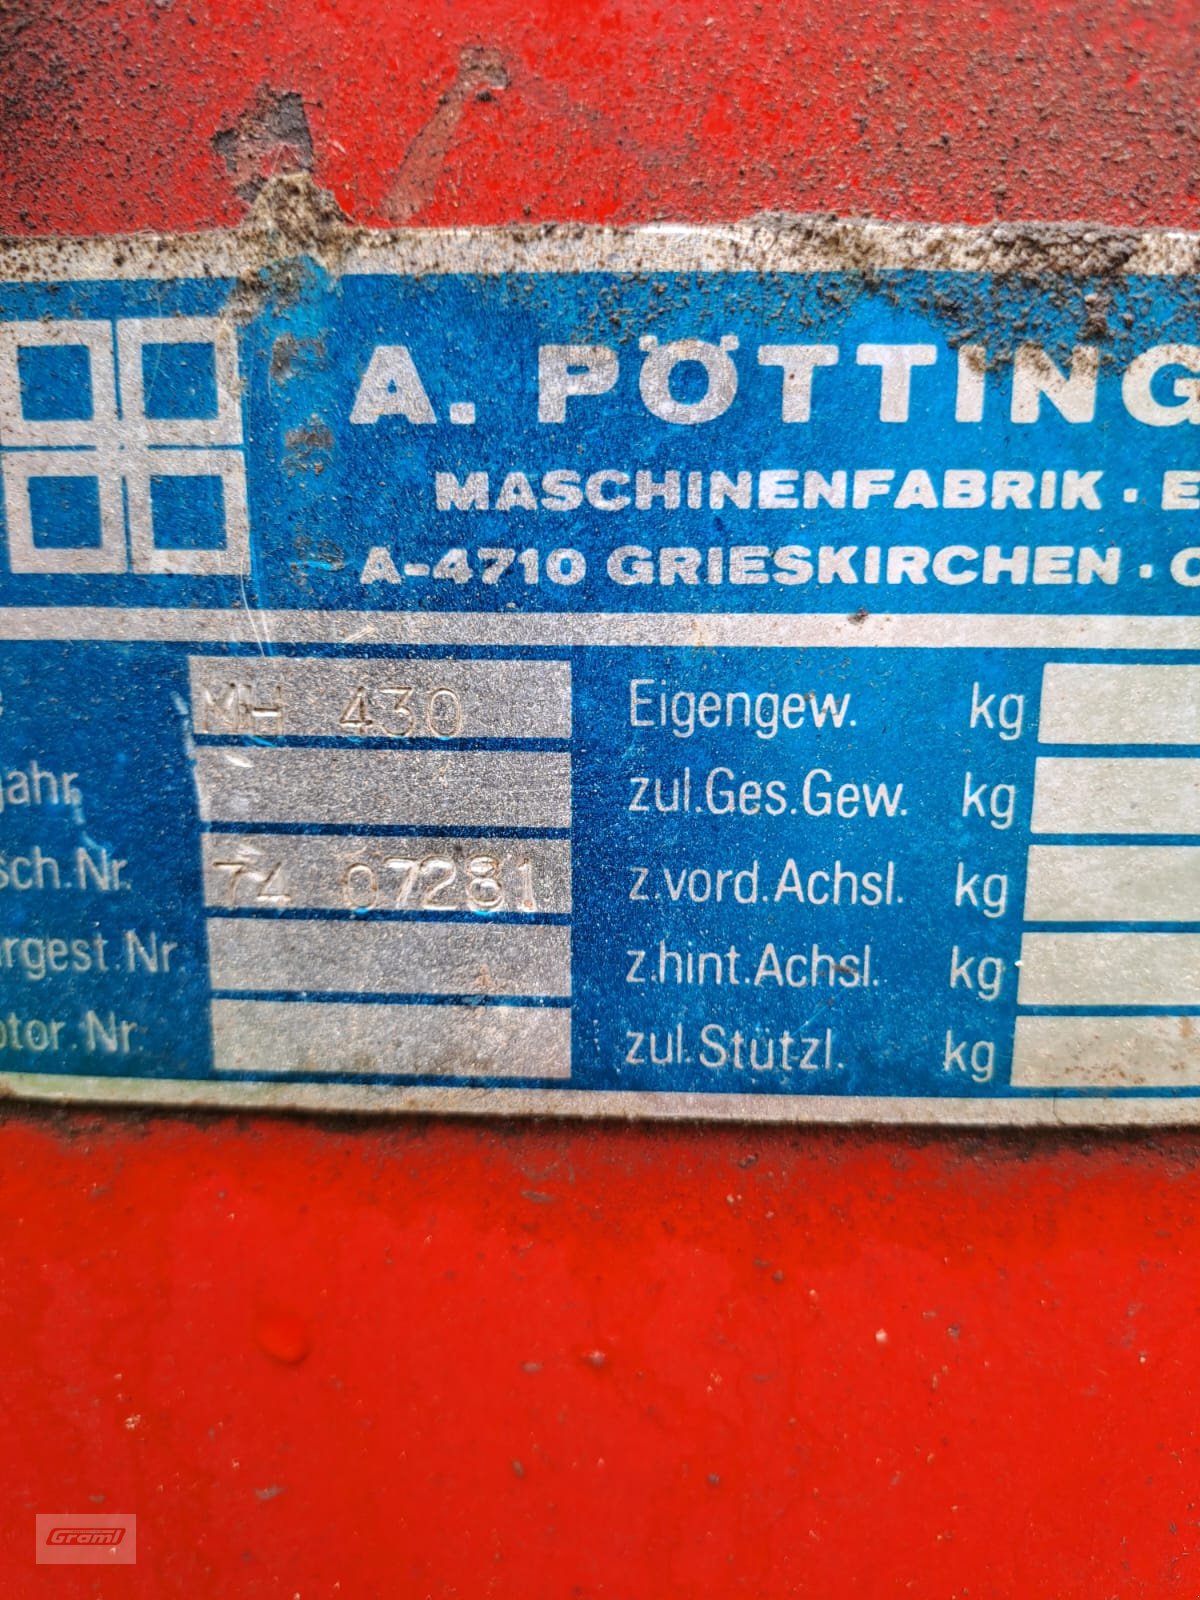 A. PÖTTING
MASCHINENFABRIK · E
A-4710 GRIESKIRCHEN · 
MH 430
jahr
sch.Nr.
74 07281
rgest.Nr.
otor.Nr.
Eigengew. kg
zul.Ges.Gew. kg
z.vord.Achsl. kg
z.hint.Achsl. kg
zul.Stützl. kg
Graml